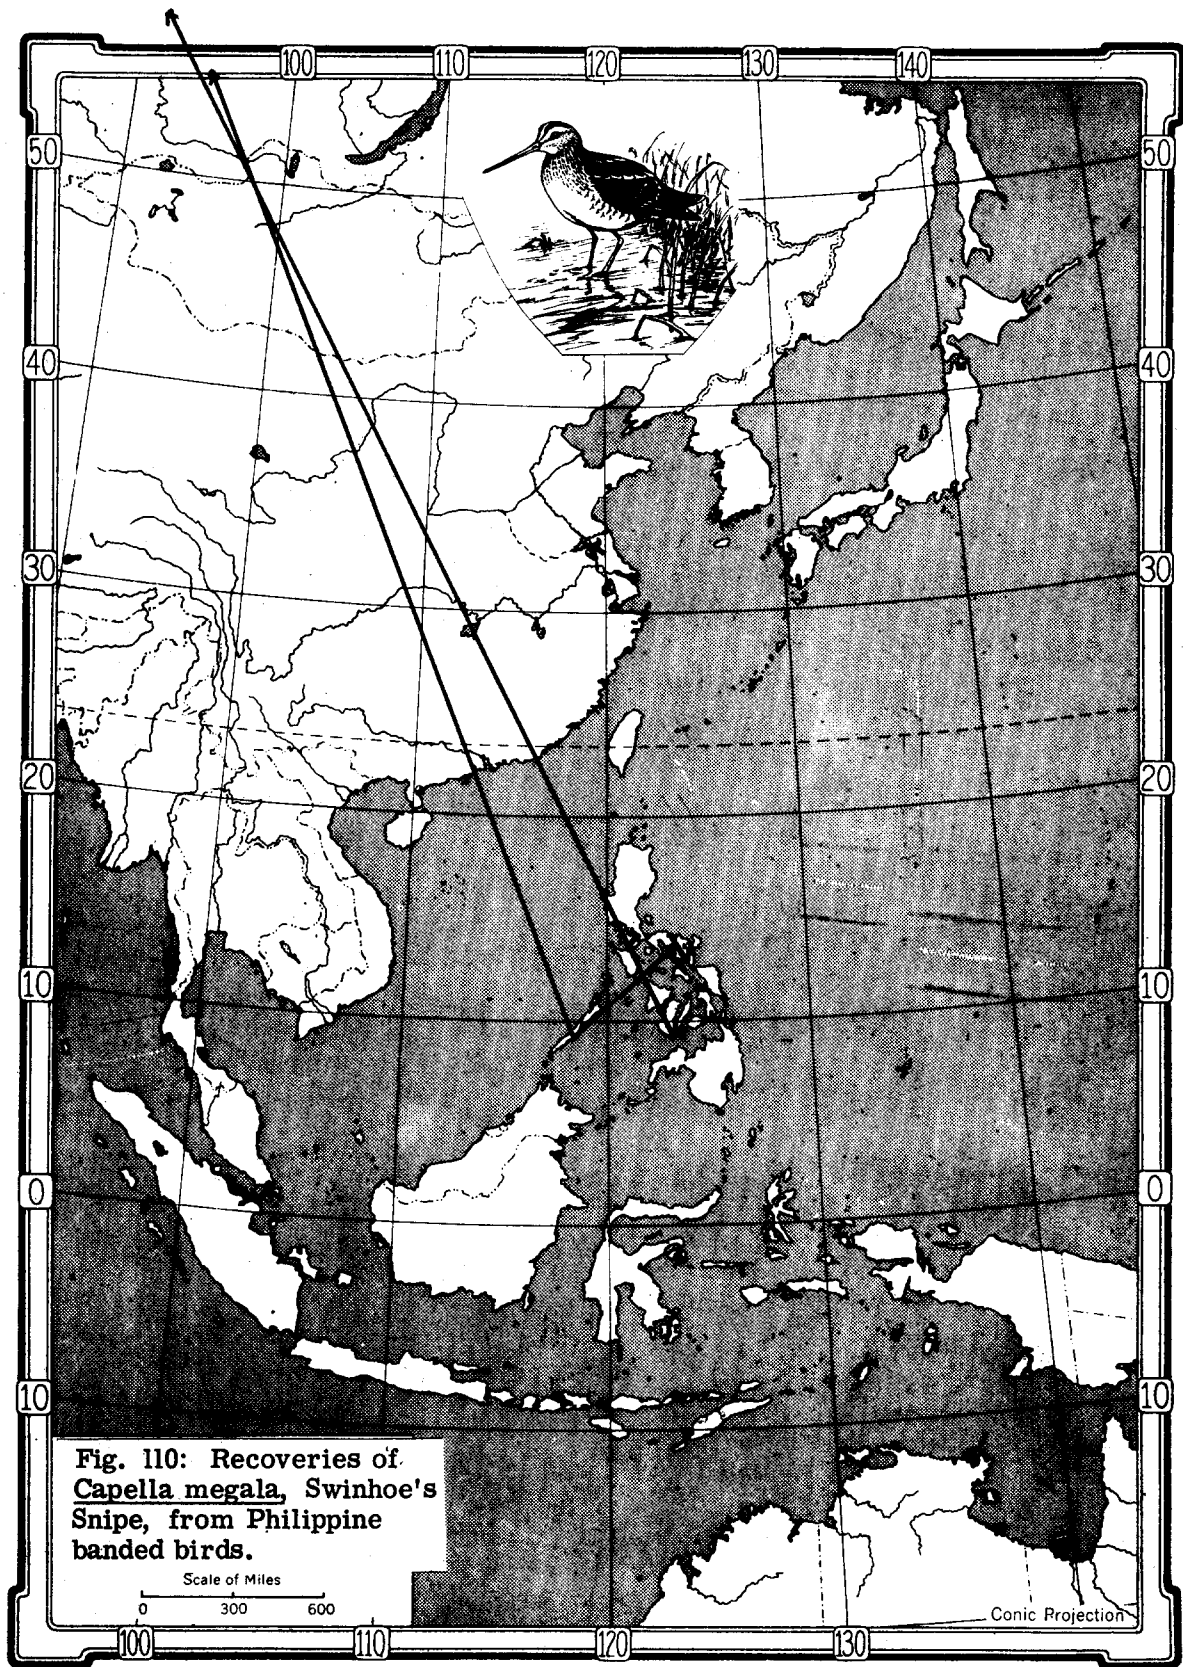 100 110 120 130 140
50 50
40 40
30 30
20 20
10 10
0 0
10 10
Fig. 110: Recoveries of
Capella megala, Swinhoe's
Snipe, from Philippine
banded birds.
Scale of Miles
0 300 600
Conic Projection
100 110 120 130